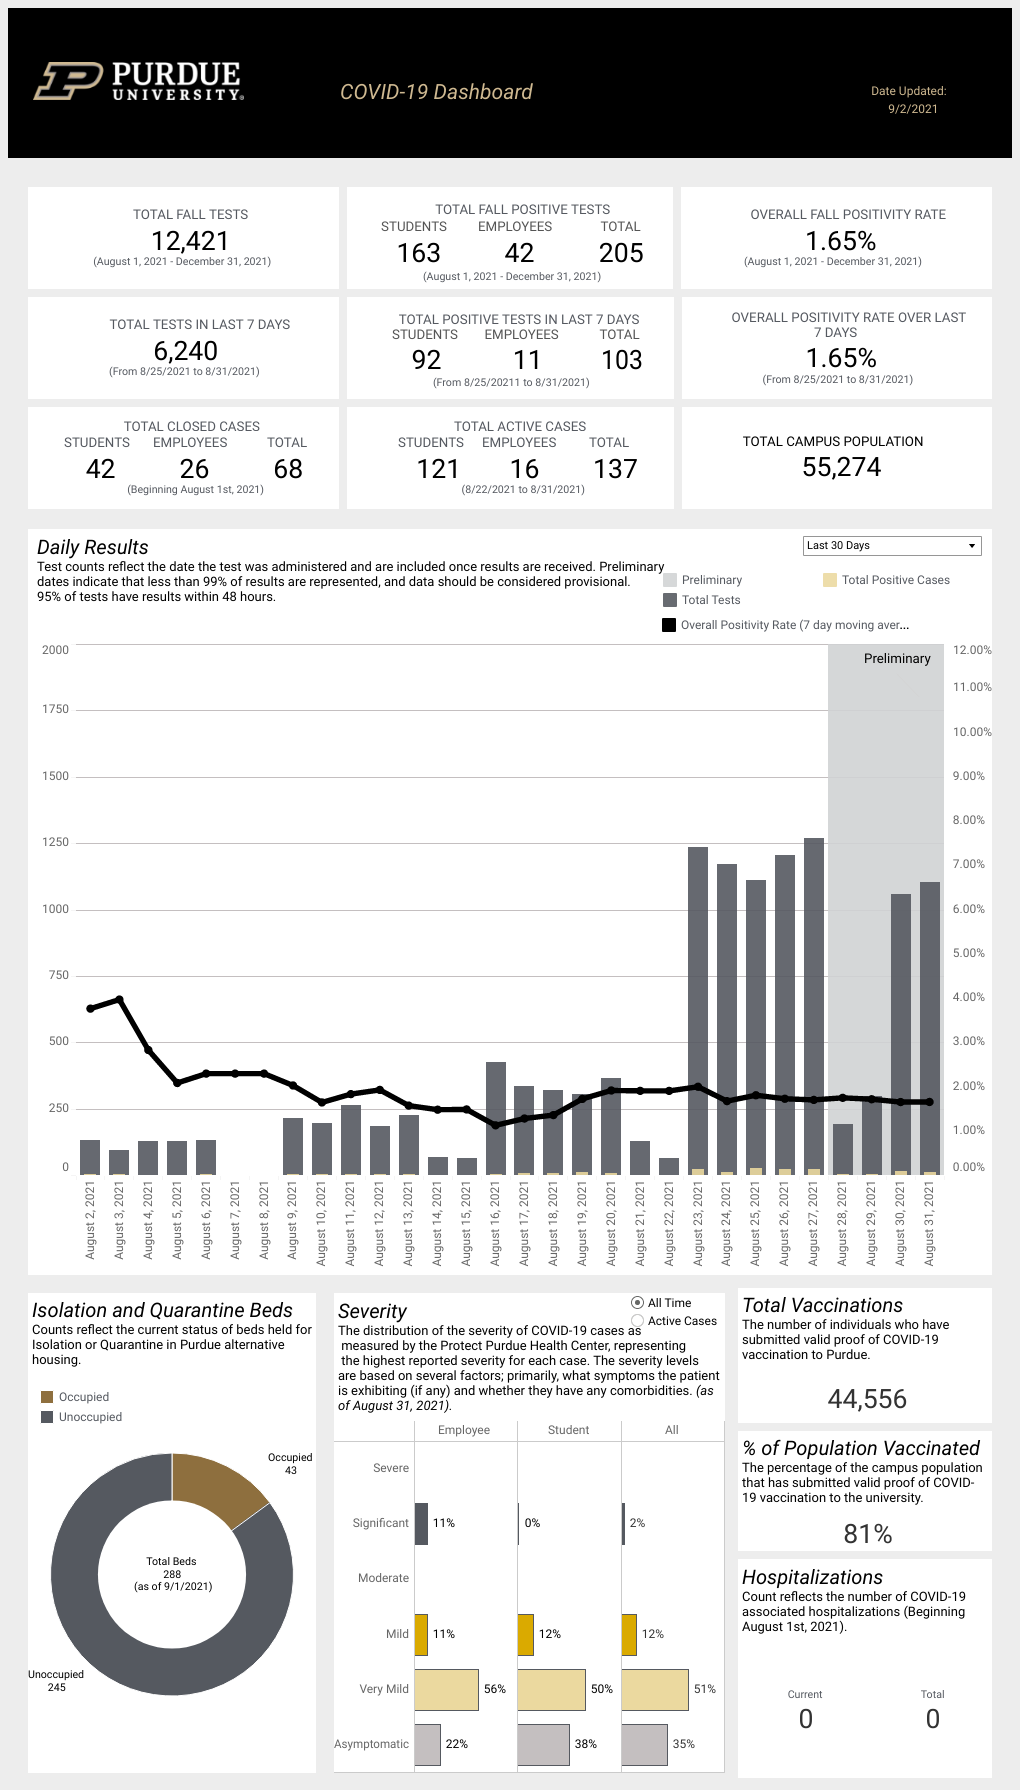 PURDUE
UNIVERSITY®
COVID-19 Dashboard
Date Updated:
9/2/2021
TOTAL FALL TESTS
12,421
(August 1, 2021 - December 31, 2021)
TOTAL FALL POSITIVE TESTS
STUDENTS EMPLOYEES TOTAL
163 42 205
(August 1, 2021 - December 31, 2021)
OVERALL FALL POSITIVITY RATE
1.65%
(August 1, 2021 - December 31, 2021)
TOTAL TESTS IN LAST 7 DAYS
6,240
(From 8/25/2021 to 8/31/2021)
TOTAL POSITIVE TESTS IN LAST 7 DAYS
STUDENTS EMPLOYEES TOTAL
92 11 103
(From 8/25/20211 to 8/31/2021)
OVERALL POSITIVITY RATE OVER LAST
7 DAYS
1.65%
(From 8/25/2021 to 8/31/2021)
TOTAL CLOSED CASES
STUDENTS EMPLOYEES TOTAL
42 26 68
(Beginning August 1st, 2021)
TOTAL ACTIVE CASES
STUDENTS EMPLOYEES TOTAL
121 16 137
(8/22/2021 to 8/31/2021)
TOTAL CAMPUS POPULATION
55,274
Daily Results
Test counts reflect the date the test was administered and are included once results are received. Preliminary
dates indicate that less than 99% of results are represented, and data should be considered provisional.
95% of tests have results within 48 hours.
Last 30 Days
Preliminary
Total Positive Cases
Total Tests
Overall Positivity Rate (7 day moving aver...
Preliminary
2000
1750
1500
1250
1000
750
500
250
0
12.00%
11.00%
10.00%
9.00%
8.00%
7.00%
6.00%
5.00%
4.00%
3.00%
2.00%
1.00%
0.00%
August 2, 2021
August 3, 2021
August 4, 2021
August 5, 2021
August 6, 2021
August 7, 2021
August 8, 2021
August 9, 2021
August 10, 2021
August 11, 2021
August 12, 2021
August 13, 2021
August 14, 2021
August 15, 2021
August 16, 2021
August 17, 2021
August 18, 2021
August 19, 2021
August 20, 2021
August 21, 2021
August 22, 2021
August 23, 2021
August 24, 2021
August 25, 2021
August 26, 2021
August 27, 2021
August 28, 2021
August 29, 2021
August 30, 2021
August 31, 2021
Isolation and Quarantine Beds
Counts reflect the current status of beds held for
Isolation or Quarantine in Purdue alternative
housing.
Occupied
Unoccupied
Occupied
43
Total Beds
288
(as of 9/1/2021)
Unoccupied
245
Severity
All Time
Active Cases
The distribution of the severity of COVID-19 cases as
measured by the Protect Purdue Health Center, representing
the highest reported severity for each case. The severity levels
are based on several factors; primarily, what symptoms the patient
is exhibiting (if any) and whether they have any comorbidities. (as
of August 31, 2021).
Employee Student All
Severe
Significant 11% 0% 2%
Moderate
Mild 11% 12% 12%
Very Mild 56% 50% 51%
Asymptomatic 22% 38% 35%
Total Vaccinations
The number of individuals who have
submitted valid proof of COVID-19
vaccination to Purdue.
44,556
% of Population Vaccinated
The percentage of the campus population
that has submitted valid proof of COVID-
19 vaccination to the university.
81%
Hospitalizations
Count reflects the number of COVID-19
associated hospitalizations (Beginning
August 1st, 2021).
Current Total
0 0